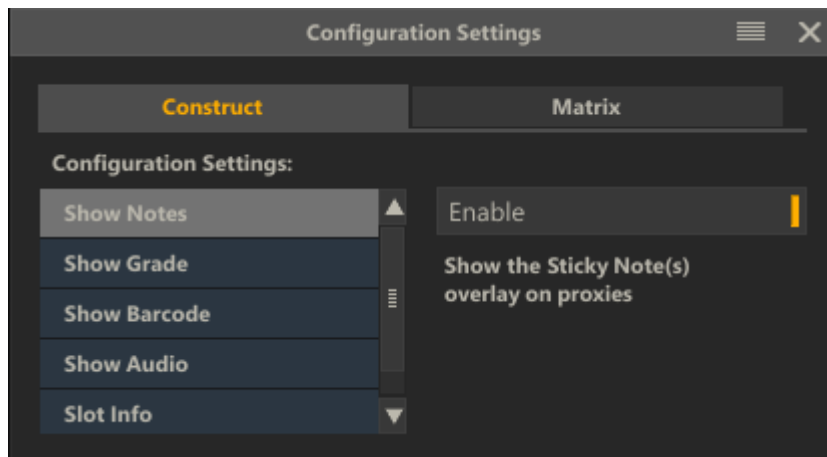 Configuration Settings
Construct
Matrix
Configuration Settings:
Show Notes
Enable
Show Grade
Show the Sticky Note(s)
overlay on proxies
Show Barcode
Show Audio
Slot Info